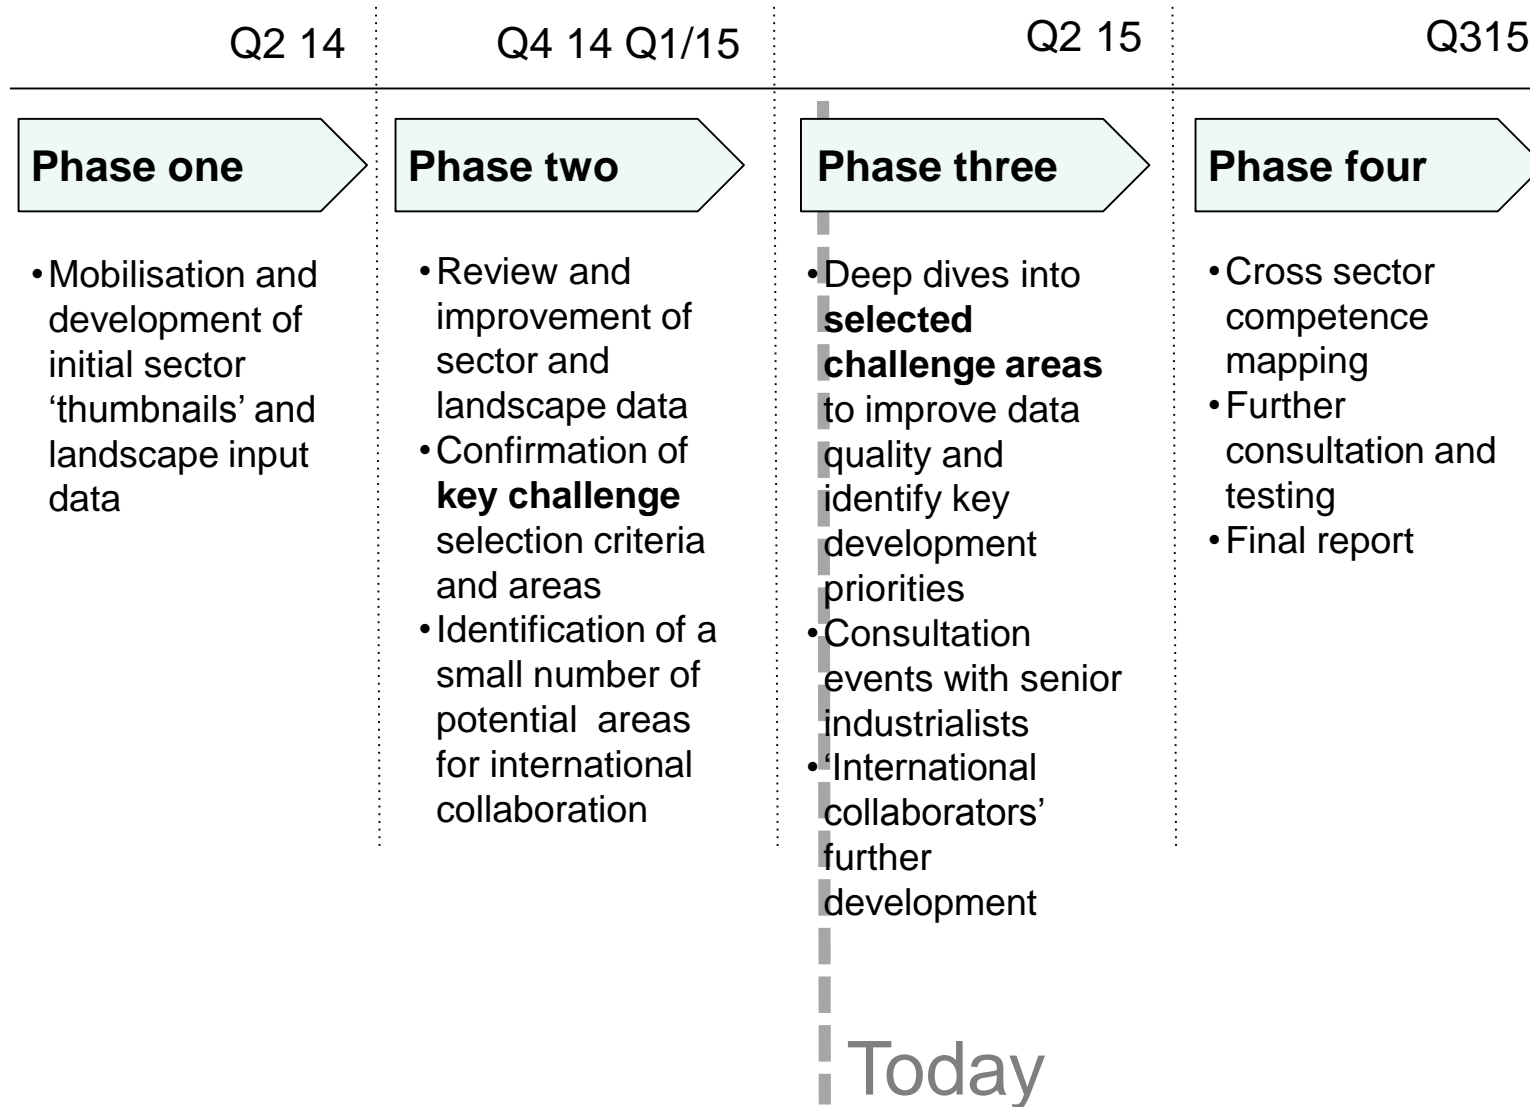 Q2 14
Q4 14 Q1/15
Q2 15
Q315
Phase one
Phase two
Phase three
Phase four
•Mobilisation and
development of
initial sector
‘thumbnails’ and
landscape input
data
•Review and
improvement of
sector and
landscape data
•Confirmation of
key challenge
selection criteria
and areas
•Identification of a
small number of
potential areas
for international
collaboration
•Deep dives into
selected
challenge areas
to improve data
quality and
identify key
development
priorities
•Consultation
events with senior
industrialists
•‘International
collaborators’
further
development
•Cross sector
competence
mapping
•Further
consultation and
testing
•Final report
Today